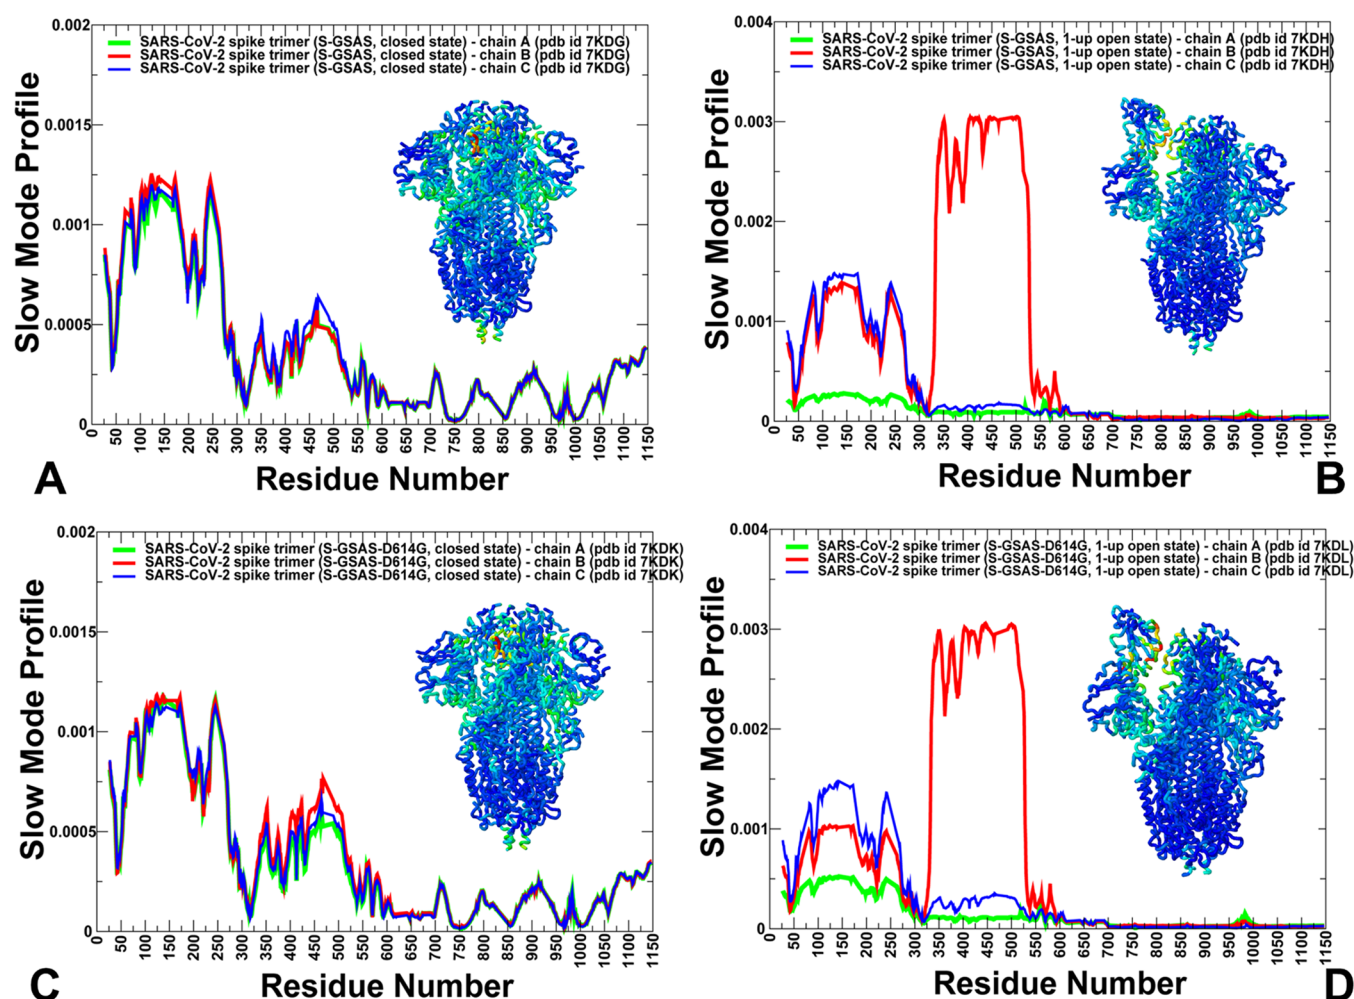 0.002
SARS-CoV-2 spike trimer (S-GSAS, closed state) - chain A (pdb id 7KDG)
SARS-CoV-2 spike trimer (S-GSAS, closed state) - chain B (pdb id 7KDG)
SARS-CoV-2 spike trimer (S-GSAS, closed state) - chain C (pdb id 7KDG)
0.0015
0.001
0.0005
0
Slow Mode Profile
0 50 100 150 200 250 300 350 400 450 500 550 600 650 700 750 800 850 900 950 1000 1050 1100 1150
Residue Number
A
0.004
SARS-CoV-2 spike trimer (S-GSAS, 1-up open state) - chain A (pdb id 7KDH)
SARS-CoV-2 spike trimer (S-GSAS, 1-up open state) - chain B (pdb id 7KDH)
SARS-CoV-2 spike trimer (S-GSAS, 1-up open state) - chain C (pdb id 7KDH)
0.003
0.002
0.001
0
Slow Mode Profile
0 50 100 150 200 250 300 350 400 450 500 550 600 650 700 750 800 850 900 950 1000 1050 1100 1150
Residue Number
B
0.002
SARS-CoV-2 spike trimer (S-GSAS-D614G, closed state) - chain A (pdb id 7KDK)
SARS-CoV-2 spike trimer (S-GSAS-D614G, closed state) - chain B (pdb id 7KDK)
SARS-CoV-2 spike trimer (S-GSAS-D614G, closed state) - chain C (pdb id 7KDK)
0.0015
0.001
0.0005
0
Slow Mode Profile
0 50 100 150 200 250 300 350 400 450 500 550 600 650 700 750 800 850 900 950 1000 1050 1100 1150
Residue Number
C
0.004
SARS-CoV-2 spike trimer (S-GSAS-D614G, 1-up open state) - chain A (pdb id 7KDL)
SARS-CoV-2 spike trimer (S-GSAS-D614G, 1-up open state) - chain B (pdb id 7KDL)
SARS-CoV-2 spike trimer (S-GSAS-D614G, 1-up open state) - chain C (pdb id 7KDL)
0.003
0.002
0.001
0
Slow Mode Profile
0 50 100 150 200 250 300 350 400 450 500 550 600 650 700 750 800 850 900 950 1000 1050 1100 1150
Residue Number
D